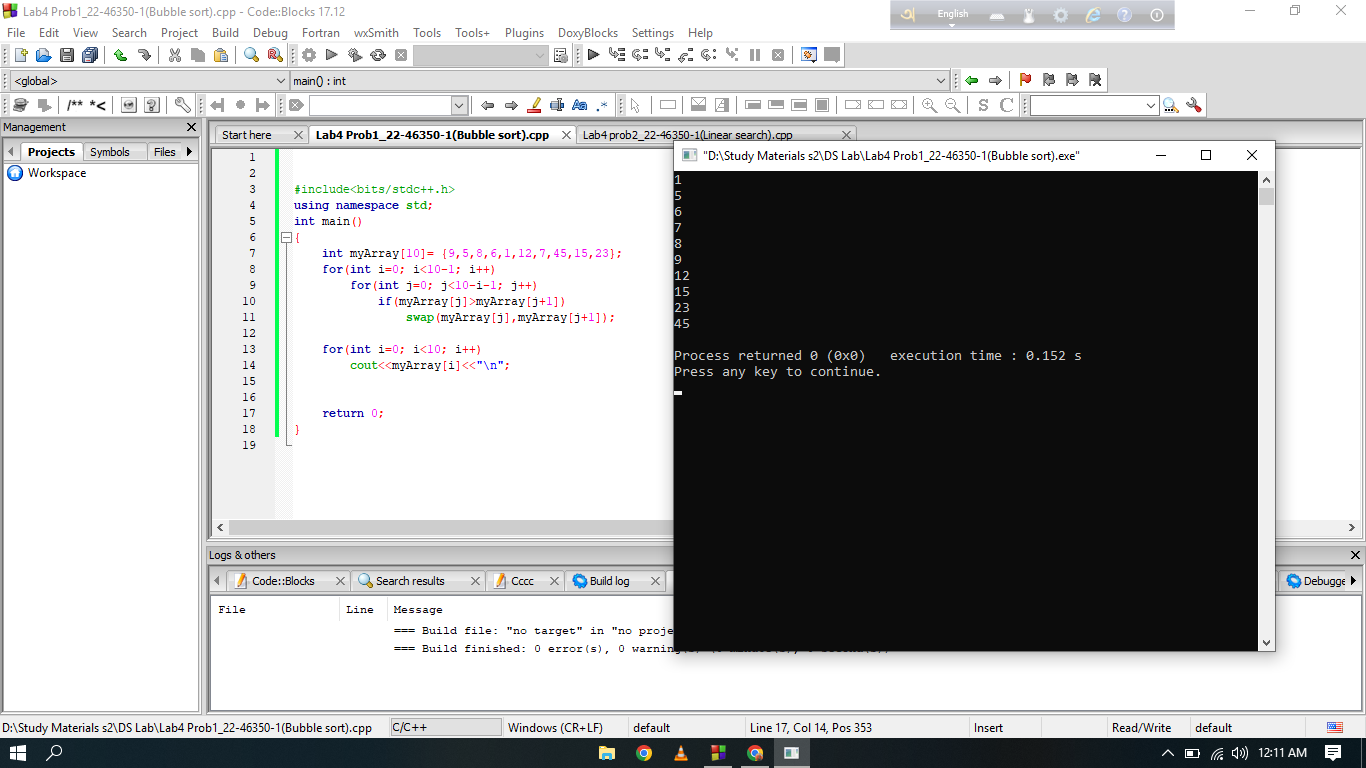 Lab4 Prob1_22-46350-1(Bubble sort).cpp - Code::Blocks 17.12
English
File Edit View Search Project Build Debug Fortran wxSmith Tools Tools+ Plugins DoxyBlocks Settings Help
<global> main() : int
/** *<
Aa .*
S C
Management
Projects Symbols Files
Workspace
Start here Lab4 Prob1_22-46350-1(Bubble sort).cpp Lab4 prob2_22-46350-1(Linear search).cpp
1
2
3 #include<bits/stdc++.h>
4 using namespace std;
5 int main()
6 {
7 int myArray[10]= {9,5,8,6,1,12,7,45,15,23};
8 for(int i=0; i<10-1; i++)
9 for(int j=0; j<10-i-1; j++)
10 if(myArray[j]>myArray[j+1])
11 swap(myArray[j],myArray[j+1]);
12
13 for(int i=0; i<10; i++)
14 cout<<myArray[i]<<"\n";
15
16
17 return 0;
18 }
19
"D:\Study Materials s2\DS Lab\Lab4 Prob1_22-46350-1(Bubble sort).exe"
1
5
6
7
8
9
12
15
23
45
Process returned 0 (0x0) execution time : 0.152 s
Press any key to continue.
Logs & others
Code::Blocks Search results Cccc Build log Debugge
File Line Message
=== Build file: "no target" in "no proje
=== Build finished: 0 error(s), 0 warning(s)
D:\Study Materials s2\DS Lab\Lab4 Prob1_22-46350-1(Bubble sort).cpp C/C++ Windows (CR+LF) default Line 17, Col 14, Pos 353 Insert Read/Write default
12:11 AM